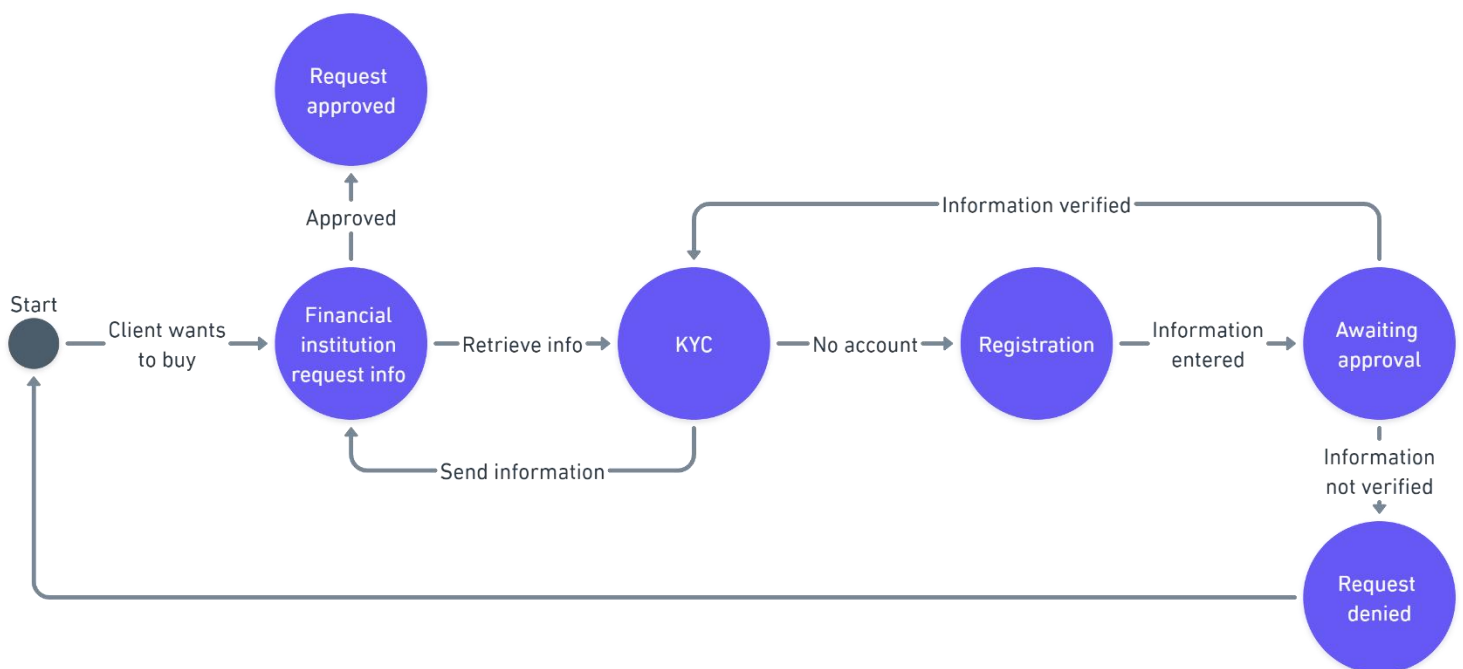 Request
approved
Approved
Information verified
Start
Client wants
to buy
Financial
institution
request info
Retrieve info
KYC
No account
Registration
Information
entered
Awaiting
approval
Send information
Information
not verified
Request
denied